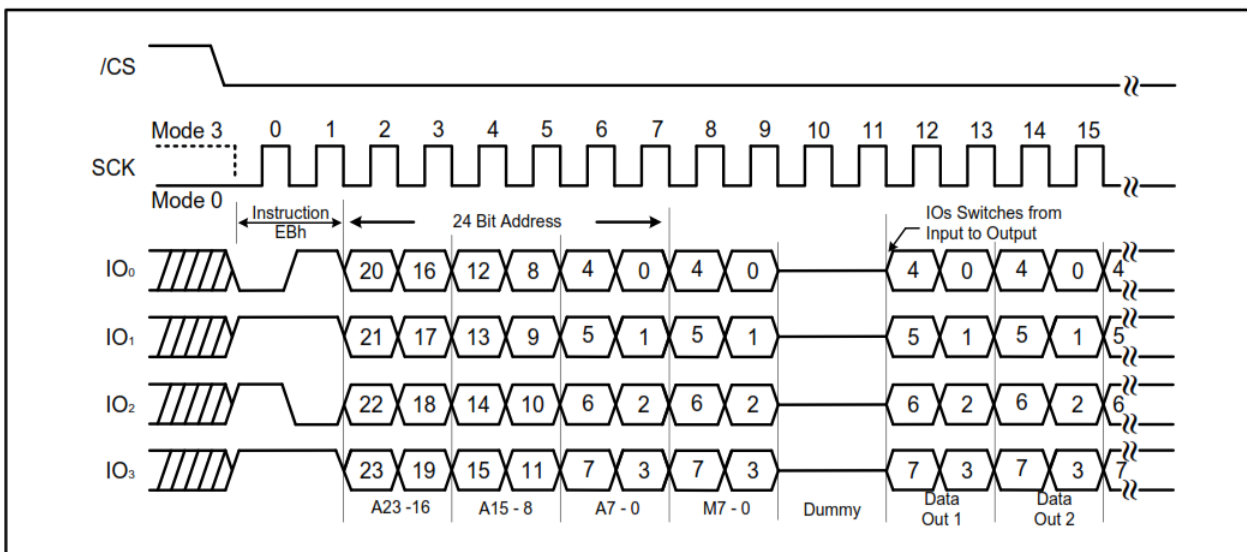 /CS
Mode 3 0 1 2 3 4 5 6 7 8 9 10 11 12 13 14 15
SCK
Mode 0
Instruction
EBh
24 Bit Address
IOs Switches from
Input to Output
IO₀ 20 16 12 8 4 0 4 0 4 0 4 0 4
IO₁ 21 17 13 9 5 1 5 1 5 1 5 1 5
IO₂ 22 18 14 10 6 2 6 2 6 2 6 2 6
IO₃ 23 19 15 11 7 3 7 3 7 3 7 3 7
A23 -16 A15 - 8 A7 - 0 M7 - 0 Dummy Data Data
Out 1 Out 2